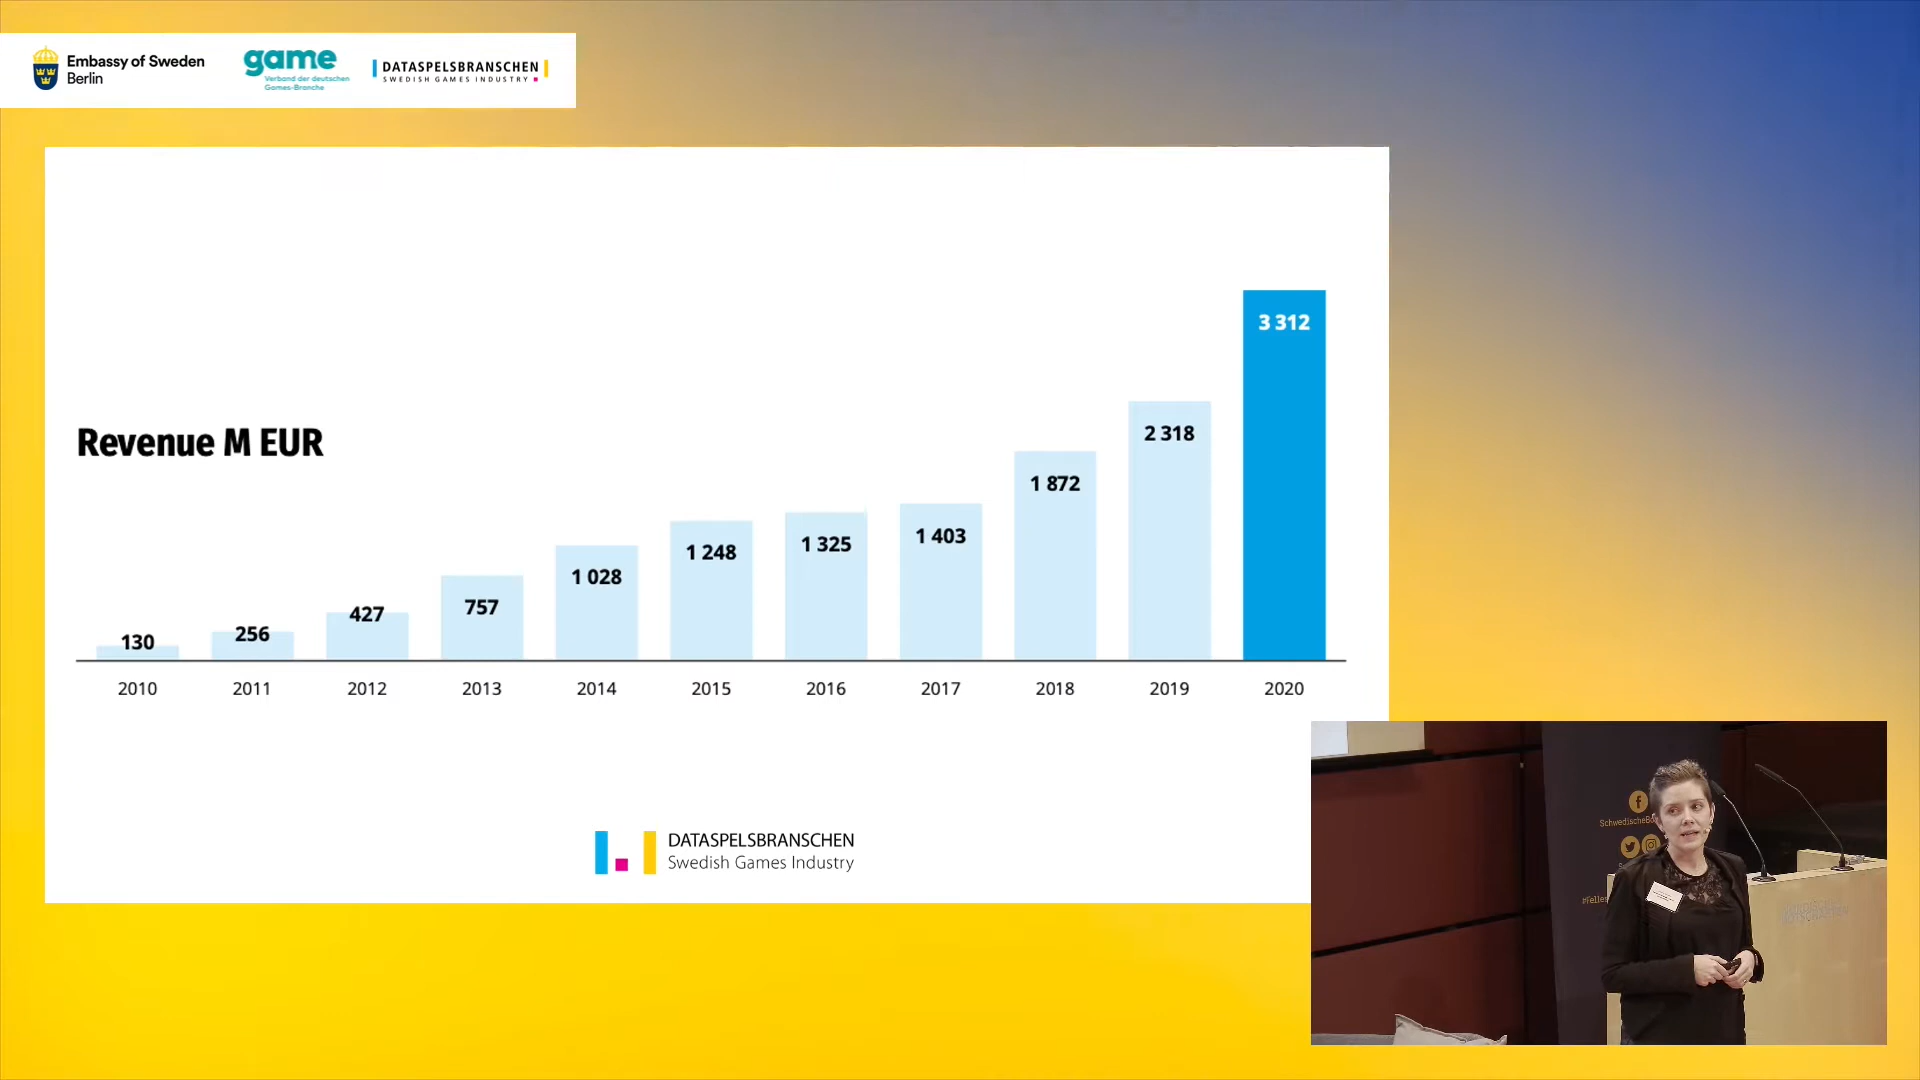 Embassy of Sweden
Berlin
game
Verband der deutschen
Games-Branche
DATASPELSBRANSCHEN
SWEDISH GAMES INDUSTRY
Revenue M EUR
130
256
427
757
1 028
1 248
1 325
1 403
1 872
2 318
3 312
2010
2011
2012
2013
2014
2015
2016
2017
2018
2019
2020
DATASPELSBRANSCHEN
Swedish Games Industry
SchwedischeBo